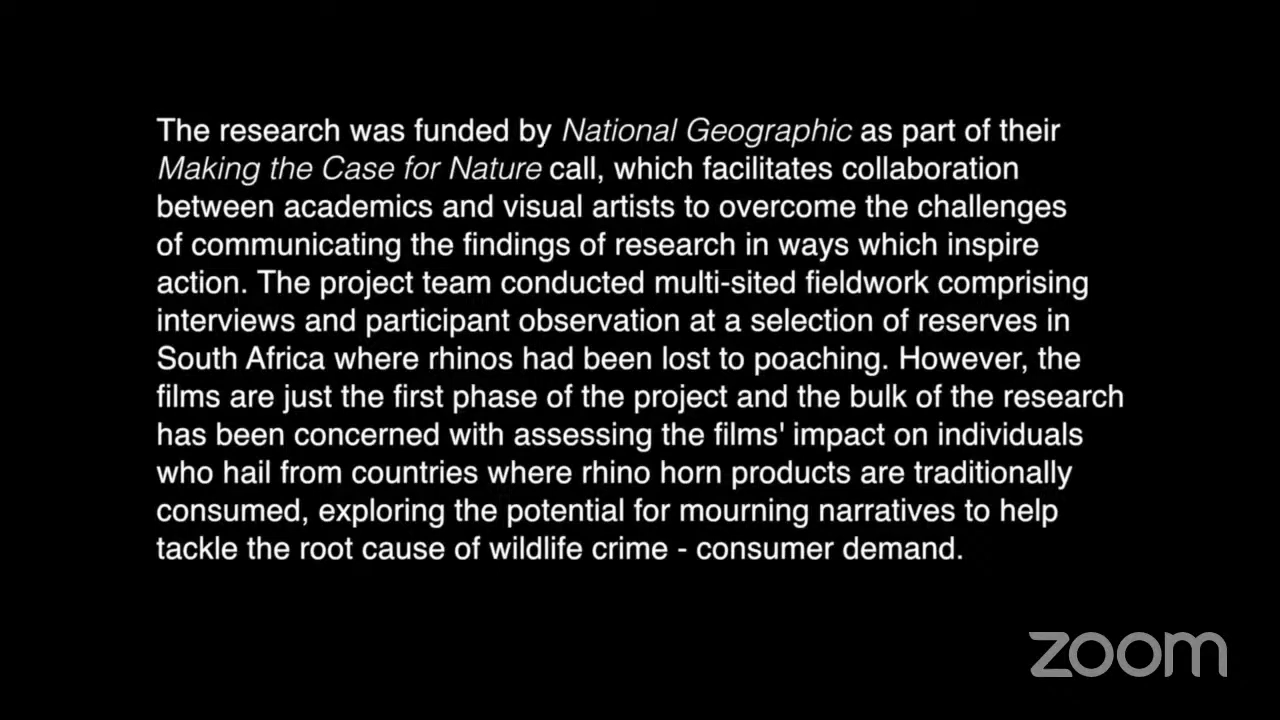 The research was funded by National Geographic as part of their
Making the Case for Nature call, which facilitates collaboration
between academics and visual artists to overcome the challenges
of communicating the findings of research in ways which inspire
action. The project team conducted multi-sited fieldwork comprising
interviews and participant observation at a selection of reserves in
South Africa where rhinos had been lost to poaching. However, the
films are just the first phase of the project and the bulk of the research
has been concerned with assessing the films' impact on individuals
who hail from countries where rhino horn products are traditionally
consumed, exploring the potential for mourning narratives to help
tackle the root cause of wildlife crime - consumer demand.
zoom